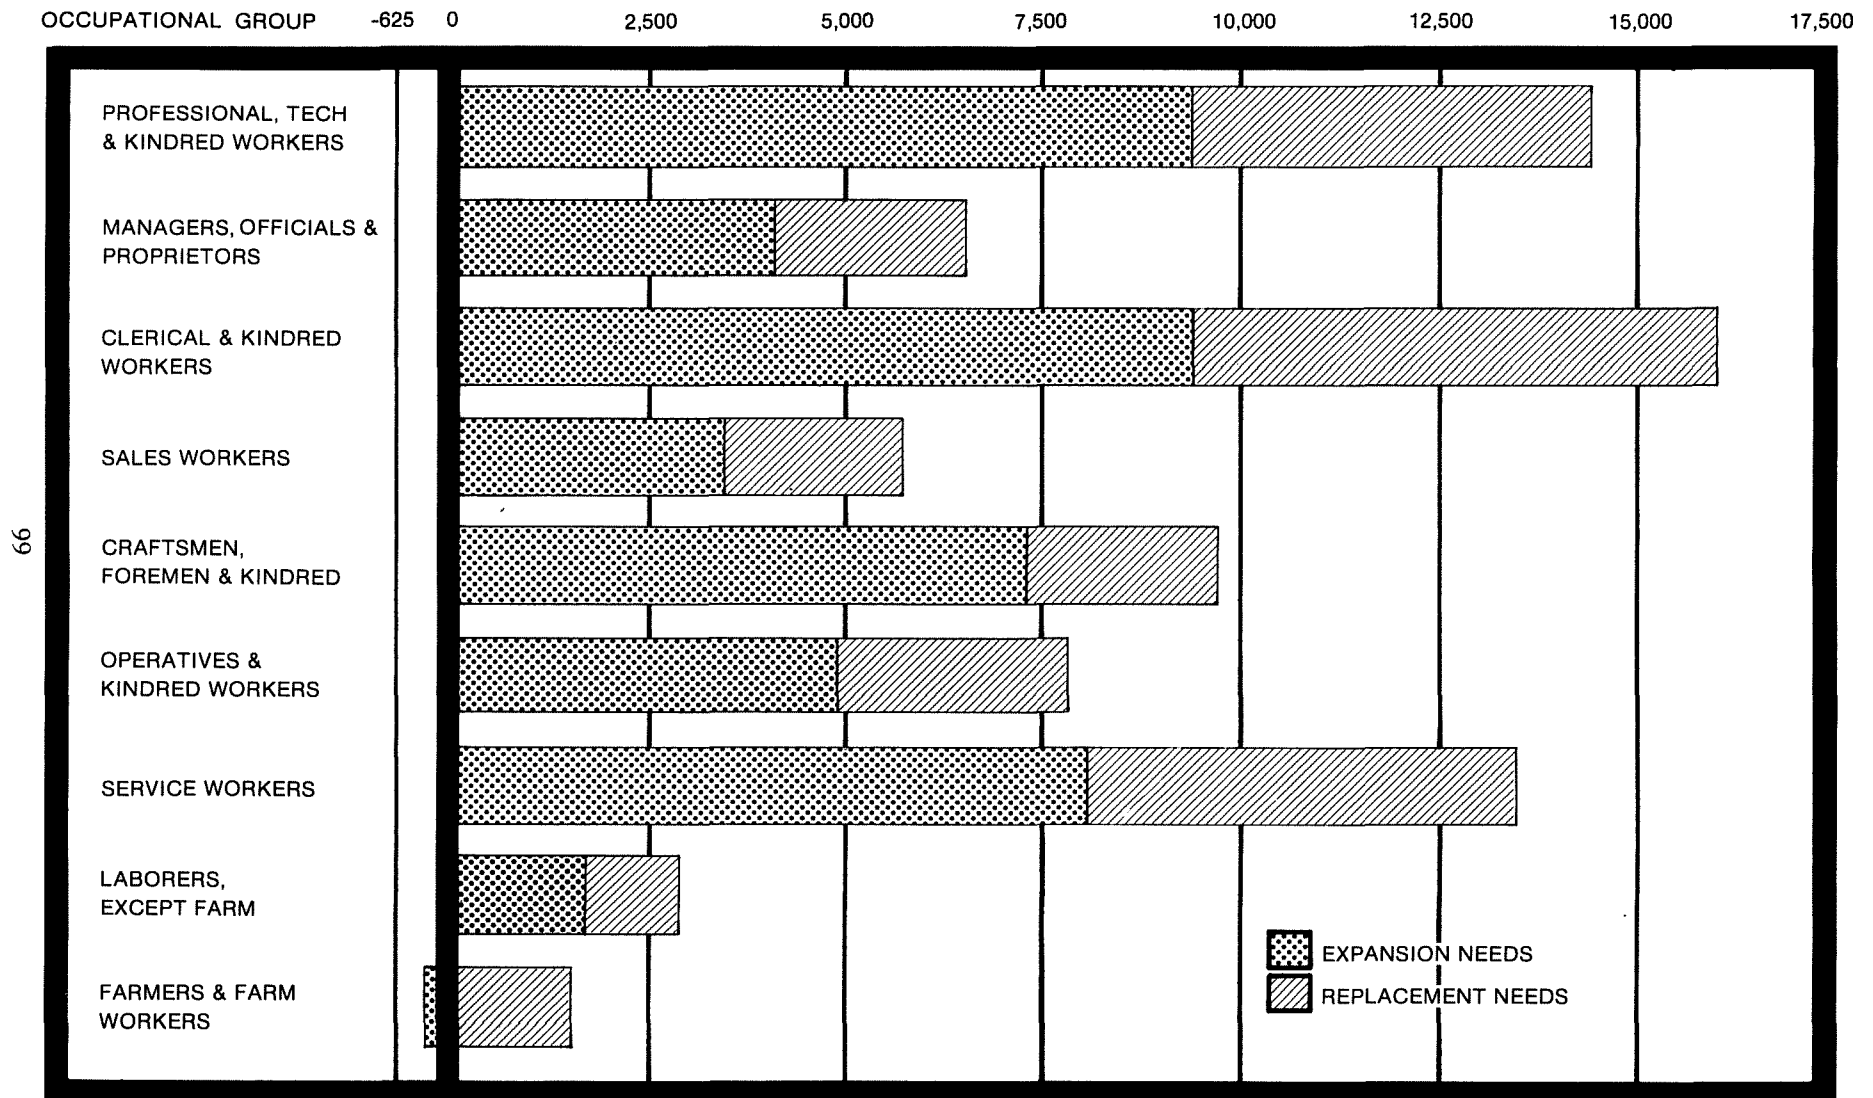 OCCUPATIONAL GROUP -625 0 2,500 5,000 7,500 10,000 12,500 15,000 17,500
PROFESSIONAL, TECH
& KINDRED WORKERS
MANAGERS, OFFICIALS &
PROPRIETORS
CLERICAL & KINDRED
WORKERS
SALES WORKERS
66
CRAFTSMEN,
FOREMEN & KINDRED
OPERATIVES &
KINDRED WORKERS
SERVICE WORKERS
LABORERS,
EXCEPT FARM
EXPANSION NEEDS
REPLACEMENT NEEDS
FARMERS & FARM
WORKERS